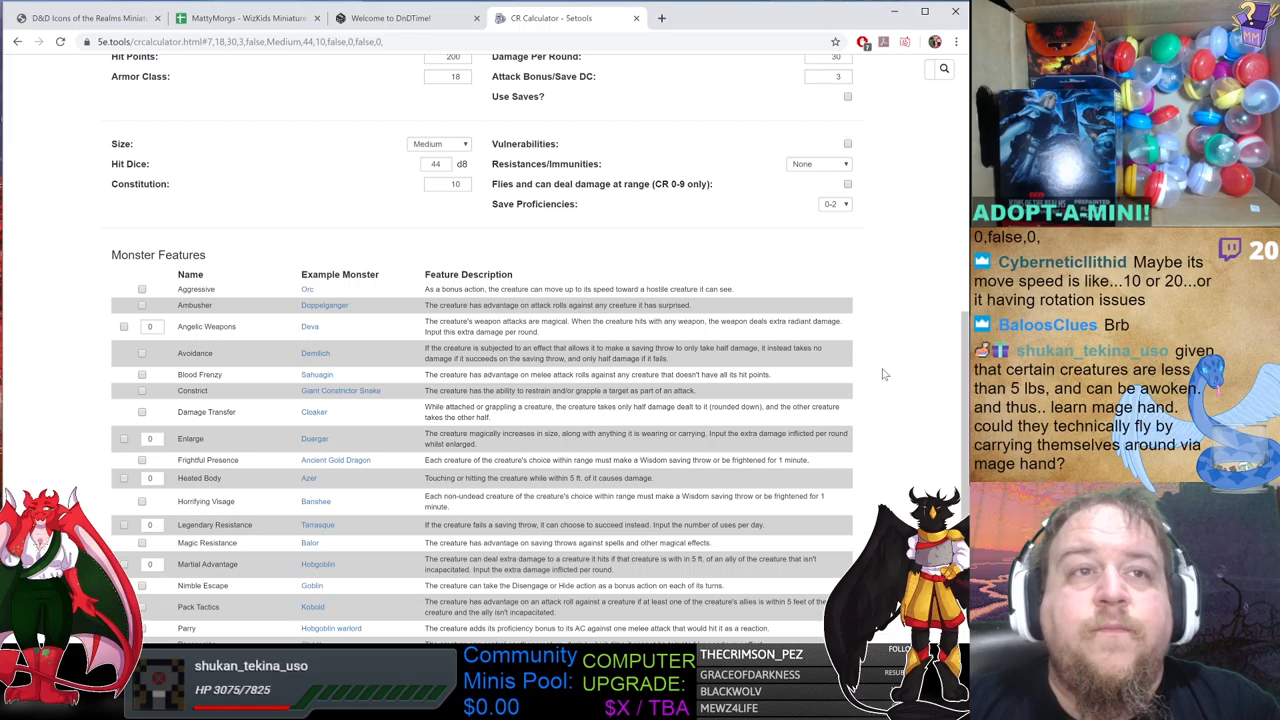 D&D Icons of the Realms Miniat
MattyMorgs - WizKids Miniature
Welcome to DnDTime!
CR Calculator - 5etools
5e.tools/crcalculator.html#7,18,30,3,false,Medium,44,10,false,0,false,0,
Hit Points: 200
Damage Per Round: 30
Armor Class: 18
Attack Bonus/Save DC: 3
Use Saves?
Size: Medium
Vulnerabilities:
Hit Dice: 44 d8
Resistances/Immunities: None
Constitution: 10
Flies and can deal damage at range (CR 0-9 only):
Save Proficiencies: 0-2
Monster Features
Name Example Monster Feature Description
Aggressive Orc As a bonus action, the creature can move up to its speed toward a hostile creature it can see.
Ambusher Doppelganger The creature has advantage on attack rolls against any creature it has surprised.
0 Angelic Weapons Deva The creature's weapon attacks are magical. When the creature hits with any weapon, the weapon deals extra radiant damage.
Input this extra damage per round.
Avoidance Demilich If the creature is subjected to an effect that allows it to make a saving throw to only take half damage, it instead takes no
damage if it succeeds on the saving throw, and only half damage if it fails.
Blood Frenzy Sahuagin The creature has advantage on melee attack rolls against any creature that doesn't have all its hit points.
Constrict Giant Constrictor Snake The creature has the ability to restrain and/or grapple a target as part of an attack.
Damage Transfer Cloaker While attached or grappling a creature, the creature takes only half damage dealt to it (rounded down), and the other creature
takes the other half.
0 Enlarge Duergar The creature magically increases in size, along with anything it is wearing or carrying. Input the extra damage inflicted per round
whilst enlarged.
Frightful Presence Ancient Gold Dragon Each creature of the creature's choice within range must make a Wisdom saving throw or be frightened for 1 minute.
0 Heated Body Azer Touching or hitting the creature while within 5 ft. of it causes damage.
Horrifying Visage Banshee Each non-undead creature of the creature's choice within range must make a Wisdom saving throw or be frightened for 1
minute.
0 Legendary Resistance Tarrasque If the creature fails a saving throw, it can choose to succeed instead. Input the number of uses per day.
Magic Resistance Balor The creature has advantage on saving throws against spells and other magical effects.
0 Martial Advantage Hobgoblin The creature can deal extra damage to a creature it hits if that creature is with in 5 ft. of an ally of the creature that isn't
incapacitated. Input the extra damage inflicted per round.
Nimble Escape Goblin The creature can take the Disengage or Hide action as a bonus action on each of its turns.
Pack Tactics Kobold The creature has advantage on an attack roll against a creature if at least one of the creature's allies is within 5 feet of the
creature and the ally isn't incapacitated.
Parry Hobgoblin warlord The creature adds its proficiency bonus to its AC against one melee attack that would hit it as a reaction.
MM
ADOPT-A-MINI!
20
0,false,0,
CyberneticIllithid Maybe its
move speed is like...10 or 20...or
it having rotation issues
BaloosClues Brb
shukan_tekina_uso given
that certain creatures are less
than 5 lbs, and can be awoken.
and thus.. learn mage hand.
could they technically fly by
carrying themselves around via
mage hand?
shukan_tekina_uso
HP 3075/7825
Community
Minis Pool:
$0.00
COMPUTER
UPGRADE:
$X / TBA
THECRIMSON_PEZ FOLLO
GRACEOFDARKNESS RESUB
BLACKWOLV
MEWZ4LIFE